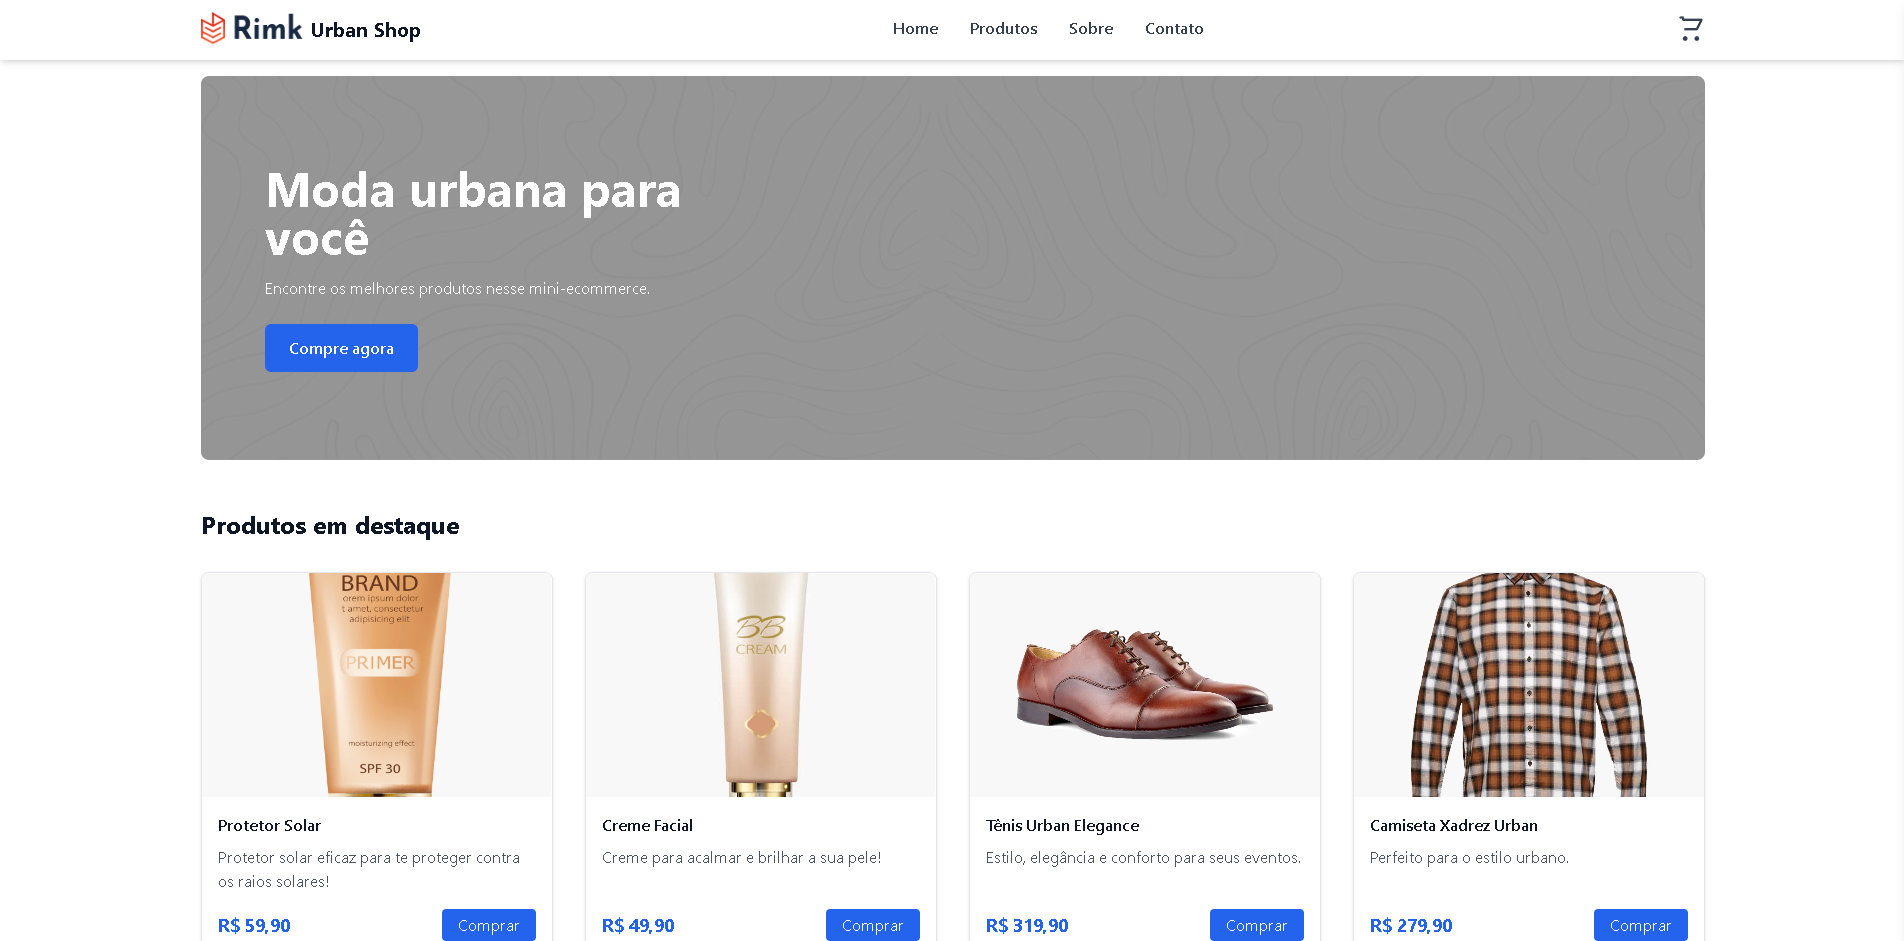 Rimk Urban Shop
Home Produtos Sobre Contato
Moda urbana para
você
Encontre os melhores produtos nesse mini-ecommerce.
Compre agora
Produtos em destaque
BRAND
orem ipsum dolor
t amet, consectetur
adipisicing elit
PRIMER
moisturizing effect
SPF 30
Protetor Solar
Protetor solar eficaz para te proteger contra
os raios solares!
R$ 59,90
Comprar
BB
CREAM
Creme Facial
Creme para acalmar e brilhar a sua pele!
R$ 49,90
Comprar
Tênis Urban Elegance
Estilo, elegância e conforto para seus eventos.
R$ 319,90
Comprar
Camiseta Xadrez Urban
Perfeito para o estilo urbano.
R$ 279,90
Comprar